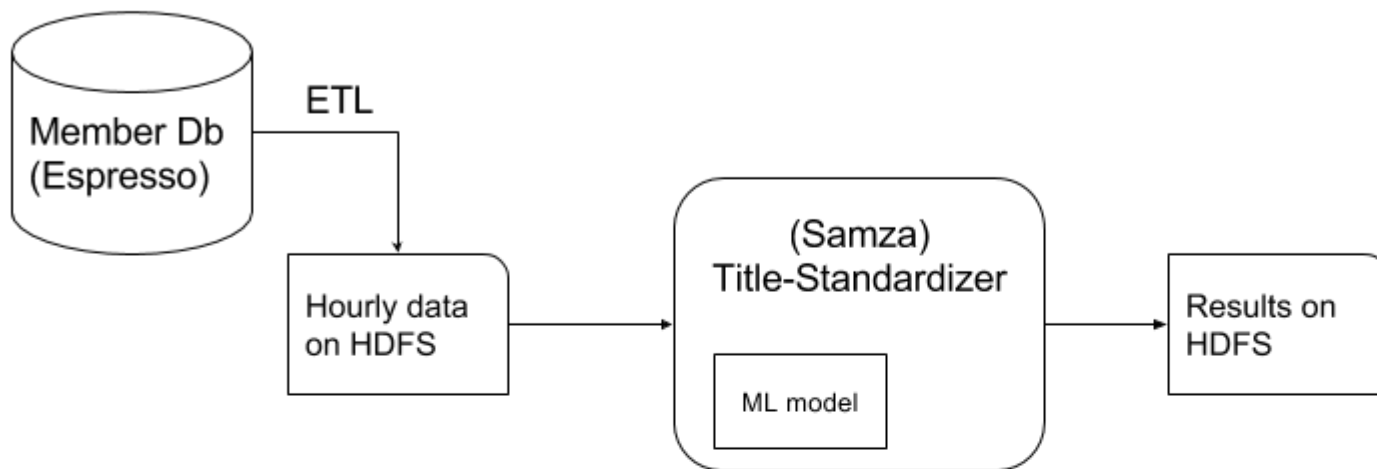 Member Db
(Espresso)
ETL
Hourly data
on HDFS
(Samza)
Title-Standardizer
ML model
Results on
HDFS